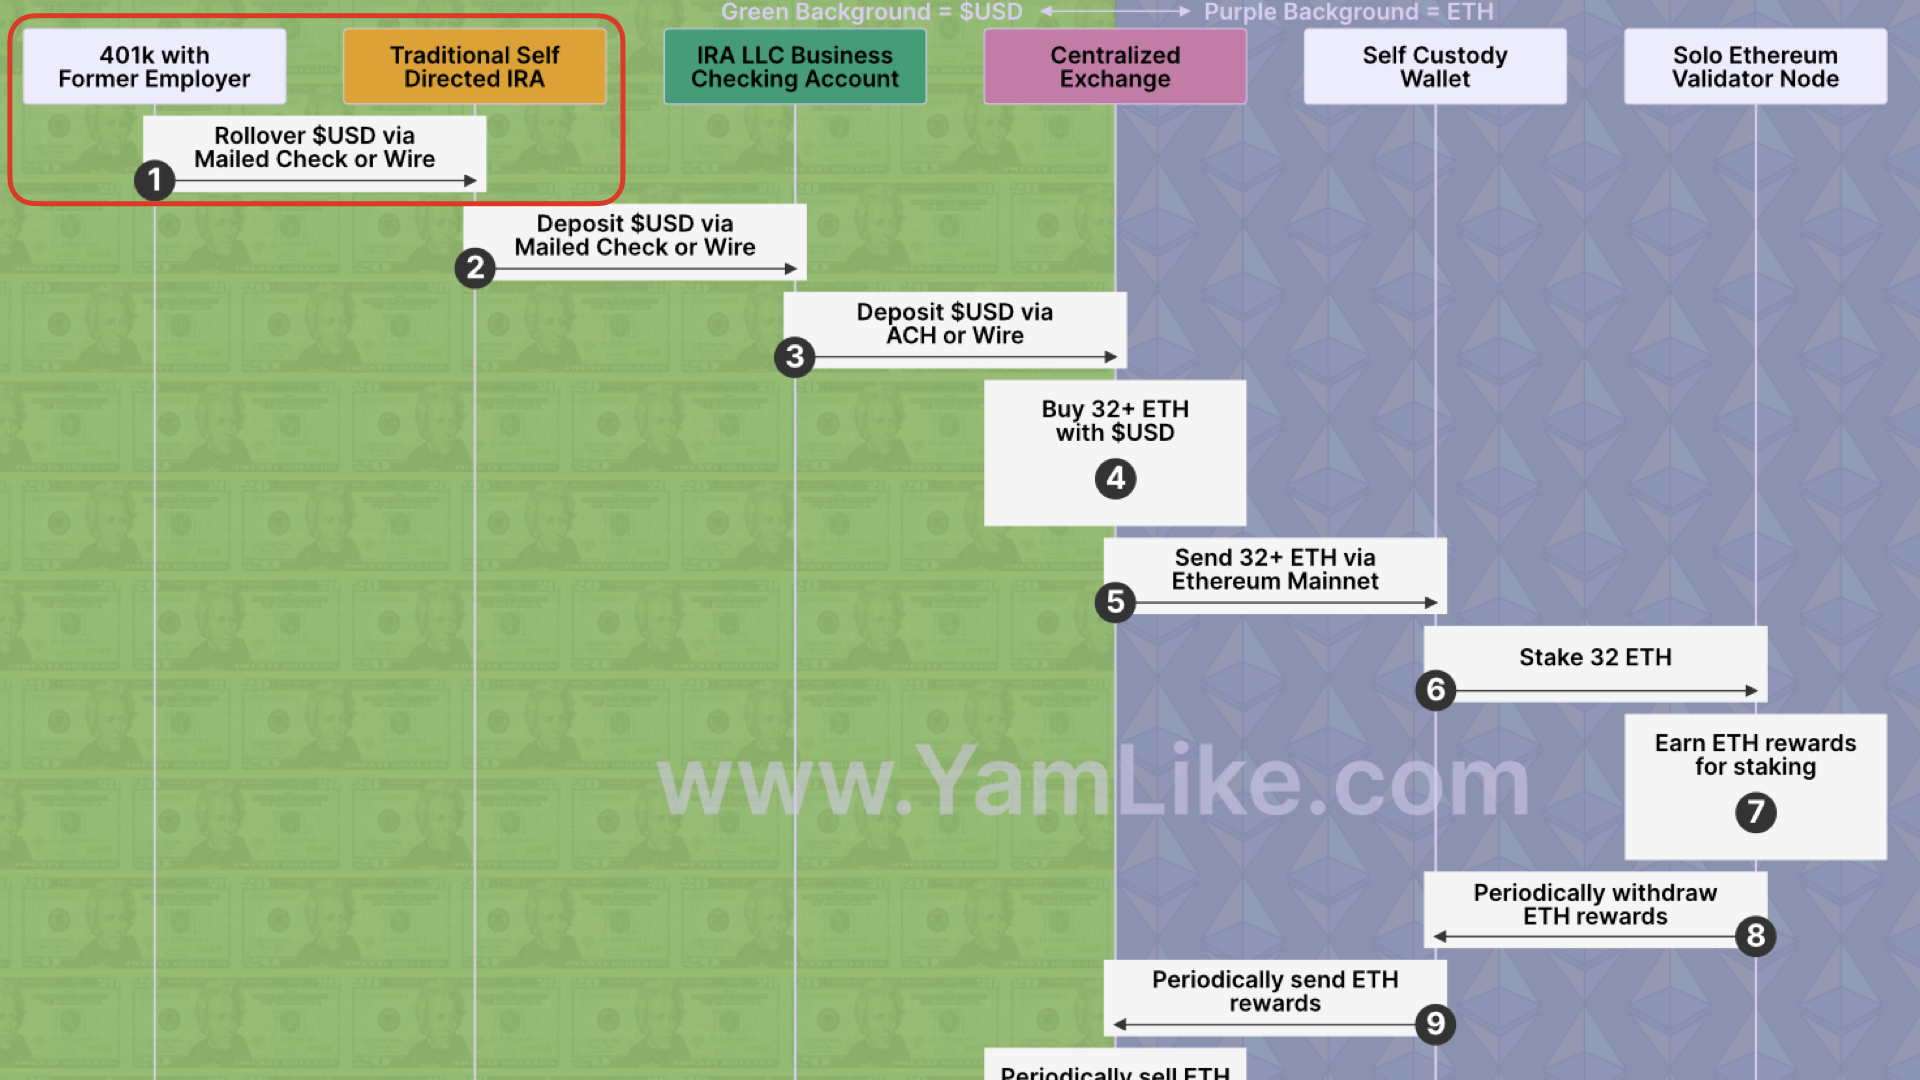 Green Background = $USD
Purple Background = ETH
401k with
Former Employer
Traditional Self
Directed IRA
IRA LLC Business
Checking Account
Centralized
Exchange
Self Custody
Wallet
Solo Ethereum
Validator Node
Rollover $USD via
Mailed Check or Wire
1
Deposit $USD via
Mailed Check or Wire
2
Deposit $USD via
ACH or Wire
3
Buy 32+ ETH
with $USD
4
Send 32+ ETH via
Ethereum Mainnet
5
Stake 32 ETH
6
Earn ETH rewards
for staking
7
www.YamLike.com
Periodically withdraw
ETH rewards
8
Periodically send ETH
rewards
9
Periodically sell ETH